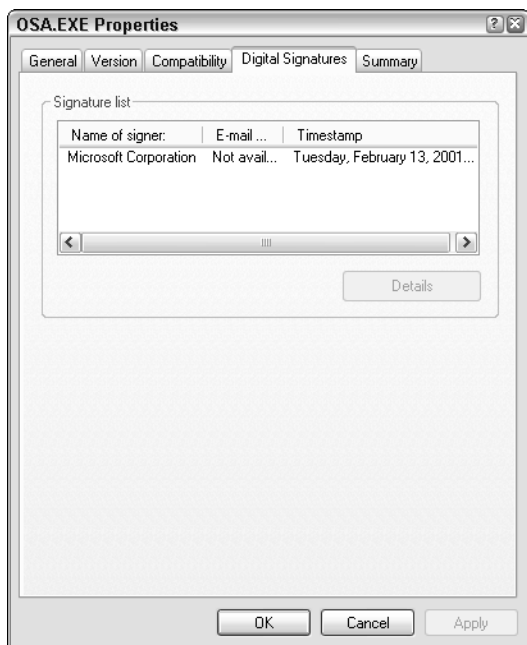 OSA.EXE Properties
General Version Compatibility Digital Signatures Summary
Signature list
Name of signer: E-mail ... Timestamp
Microsoft Corporation Not avail... Tuesday, February 13, 2001...
Details
OK Cancel Apply